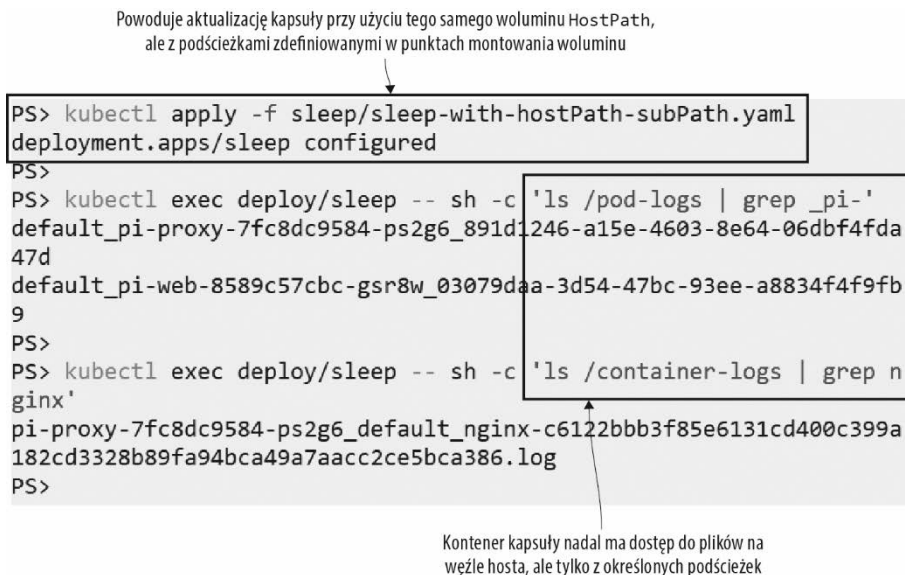 Powoduje aktualizację kapsuły przy użyciu tego samego woluminu HostPath,
ale z podścieżkami zdefiniowanymi w punktach montowania woluminu
PS> kubectl apply -f sleep/sleep-with-hostPath-subPath.yaml
deployment.apps/sleep configured
PS>
PS> kubectl exec deploy/sleep -- sh -c 'ls /pod-logs | grep _pi-'
default_pi-proxy-7fc8dc9584-ps2g6_891d1246-a15e-4603-8e64-06dbf4fda
47d
default_pi-web-8589c57cbc-gsr8w_03079daa-3d54-47bc-93ee-a8834f4f9fb
9
PS>
PS> kubectl exec deploy/sleep -- sh -c 'ls /container-logs | grep n
ginx'
pi-proxy-7fc8dc9584-ps2g6_default_nginx-c6122bbb3f85e6131cd400c399a
182cd3328b89fa94bca49a7aacc2ce5bca386.log
PS>
Kontener kapsuły nadal ma dostęp do plików na
węźle hosta, ale tylko z określonych podścieżek